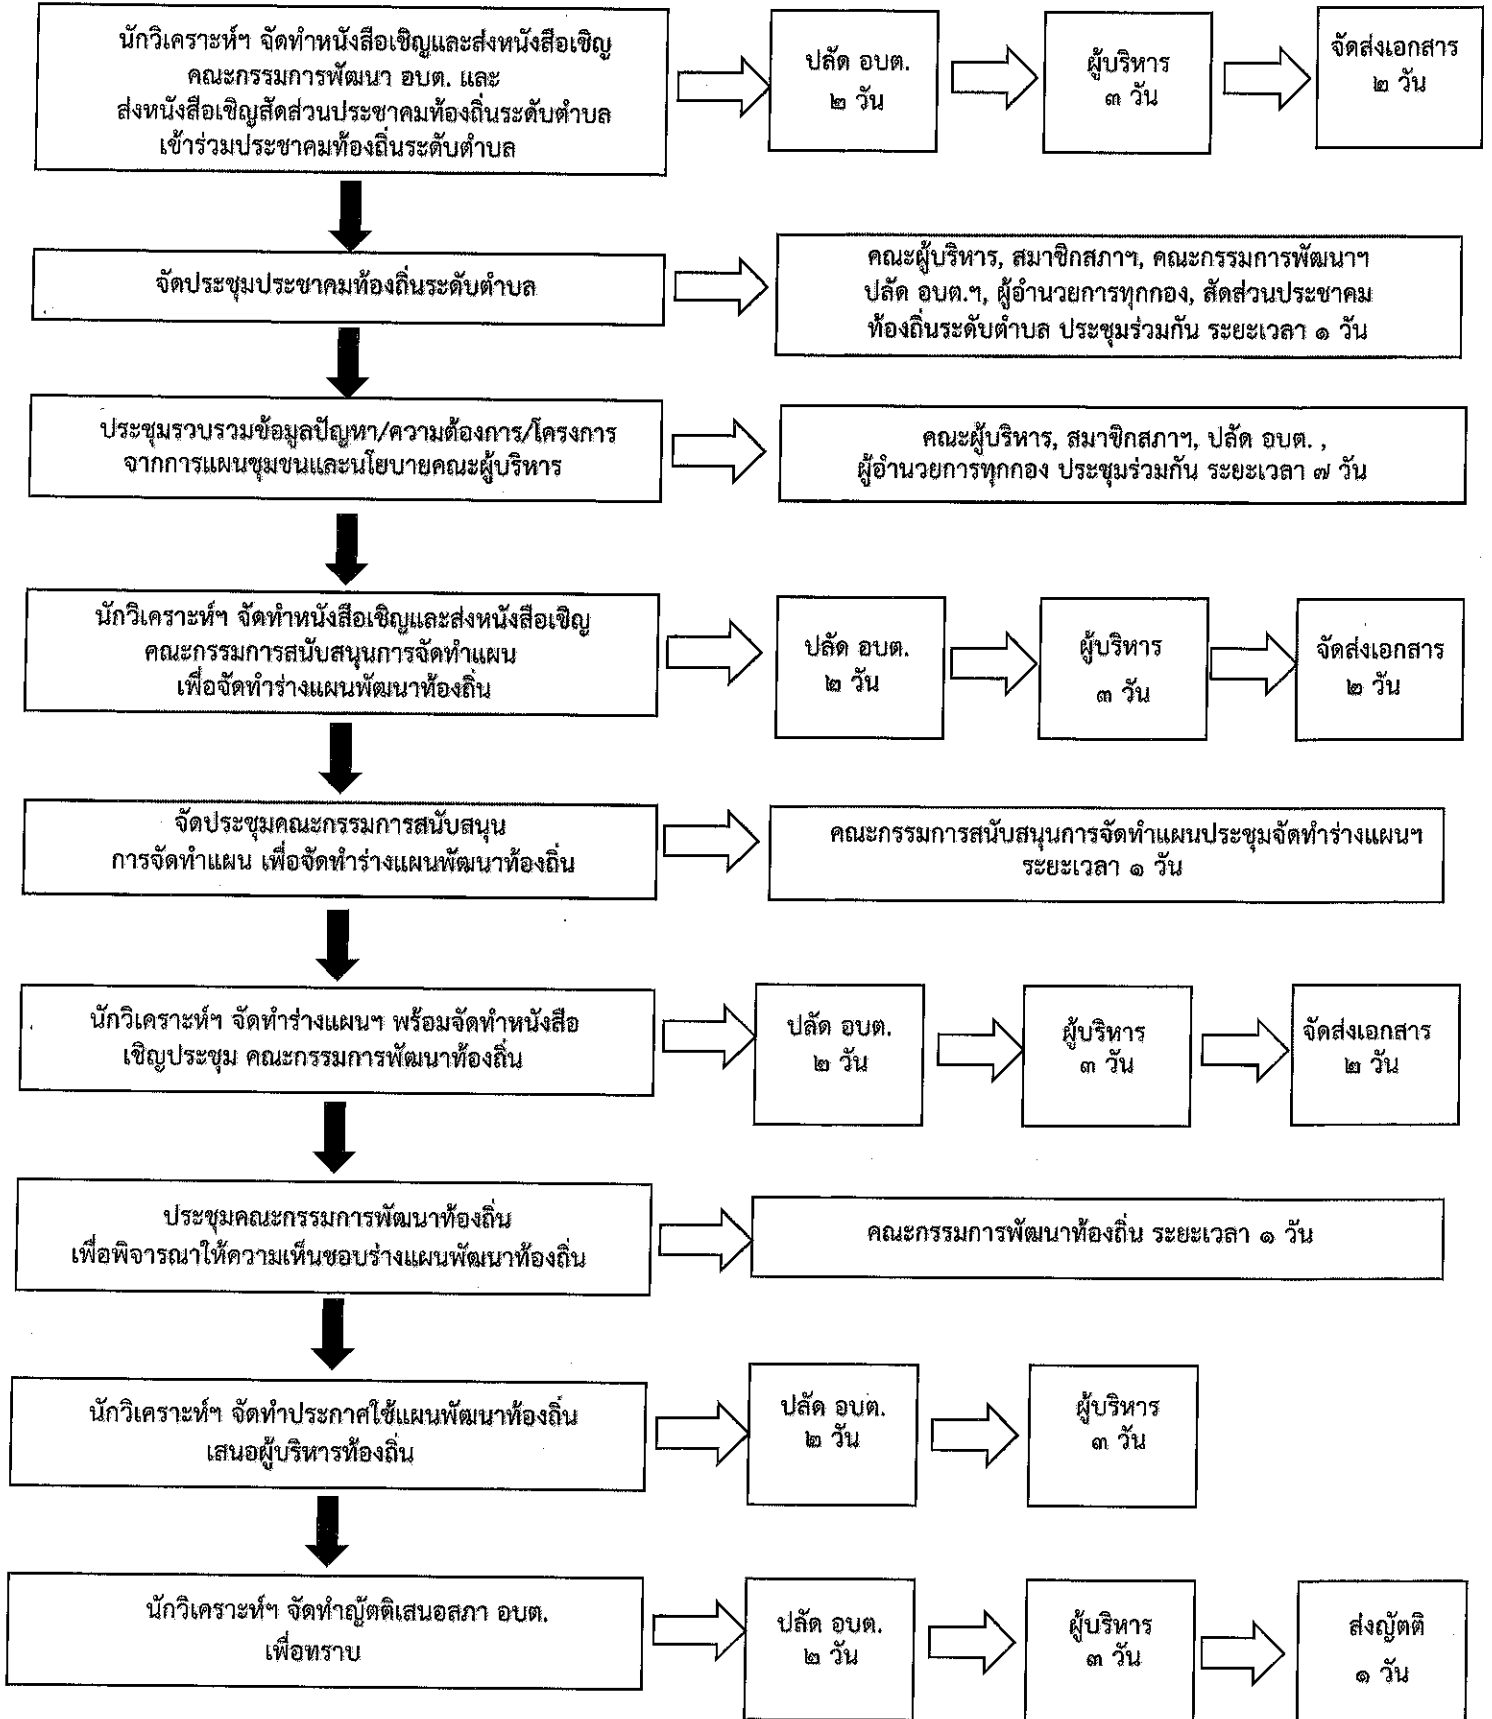 นักวิเคราะห์ฯ จัดทำหนังสือเชิญและส่งหนังสือเชิญ
คณะกรรมการพัฒนา อบต. และ
ส่งหนังสือเชิญสัดส่วนประชาคมท้องถิ่นระดับตำบล
เข้าร่วมประชาคมท้องถิ่นระดับตำบล
ปลัด อบต.
๒ วัน
ผู้บริหาร
๓ วัน
จัดส่งเอกสาร
๒ วัน
จัดประชุมประชาคมท้องถิ่นระดับตำบล
คณะผู้บริหาร, สมาชิกสภาฯ, คณะกรรมการพัฒนาฯ
ปลัด อบต.ฯ, ผู้อำนวยการทุกกอง, สัดส่วนประชาคม
ท้องถิ่นระดับตำบล ประชุมร่วมกัน ระยะเวลา ๑ วัน
ประชุมรวบรวมข้อมูลปัญหา/ความต้องการ/โครงการ
จากการแผนชุมชนและนโยบายคณะผู้บริหาร
คณะผู้บริหาร, สมาชิกสภาฯ, ปลัด อบต. ,
ผู้อำนวยการทุกกอง ประชุมร่วมกัน ระยะเวลา ๗ วัน
นักวิเคราะห์ฯ จัดทำหนังสือเชิญและส่งหนังสือเชิญ
คณะกรรมการสนับสนุนการจัดทำแผน
เพื่อจัดทำร่างแผนพัฒนาท้องถิ่น
ปลัด อบต.
๒ วัน
ผู้บริหาร
๓ วัน
จัดส่งเอกสาร
๒ วัน
จัดประชุมคณะกรรมการสนับสนุน
การจัดทำแผน เพื่อจัดทำร่างแผนพัฒนาท้องถิ่น
คณะกรรมการสนับสนุนการจัดทำแผนประชุมจัดทำร่างแผนฯ
ระยะเวลา ๑ วัน
นักวิเคราะห์ฯ จัดทำร่างแผนฯ พร้อมจัดทำหนังสือ
เชิญประชุม คณะกรรมการพัฒนาท้องถิ่น
ปลัด อบต.
๒ วัน
ผู้บริหาร
๓ วัน
จัดส่งเอกสาร
๒ วัน
ประชุมคณะกรรมการพัฒนาท้องถิ่น
เพื่อพิจารณาให้ความเห็นชอบร่างแผนพัฒนาท้องถิ่น
คณะกรรมการพัฒนาท้องถิ่น ระยะเวลา ๑ วัน
นักวิเคราะห์ฯ จัดทำประกาศใช้แผนพัฒนาท้องถิ่น
เสนอผู้บริหารท้องถิ่น
ปลัด อบต.
๒ วัน
ผู้บริหาร
๓ วัน
นักวิเคราะห์ฯ จัดทำญัตติเสนอสภา อบต.
เพื่อทราบ
ปลัด อบต.
๒ วัน
ผู้บริหาร
๓ วัน
ส่งญัตติ
๑ วัน